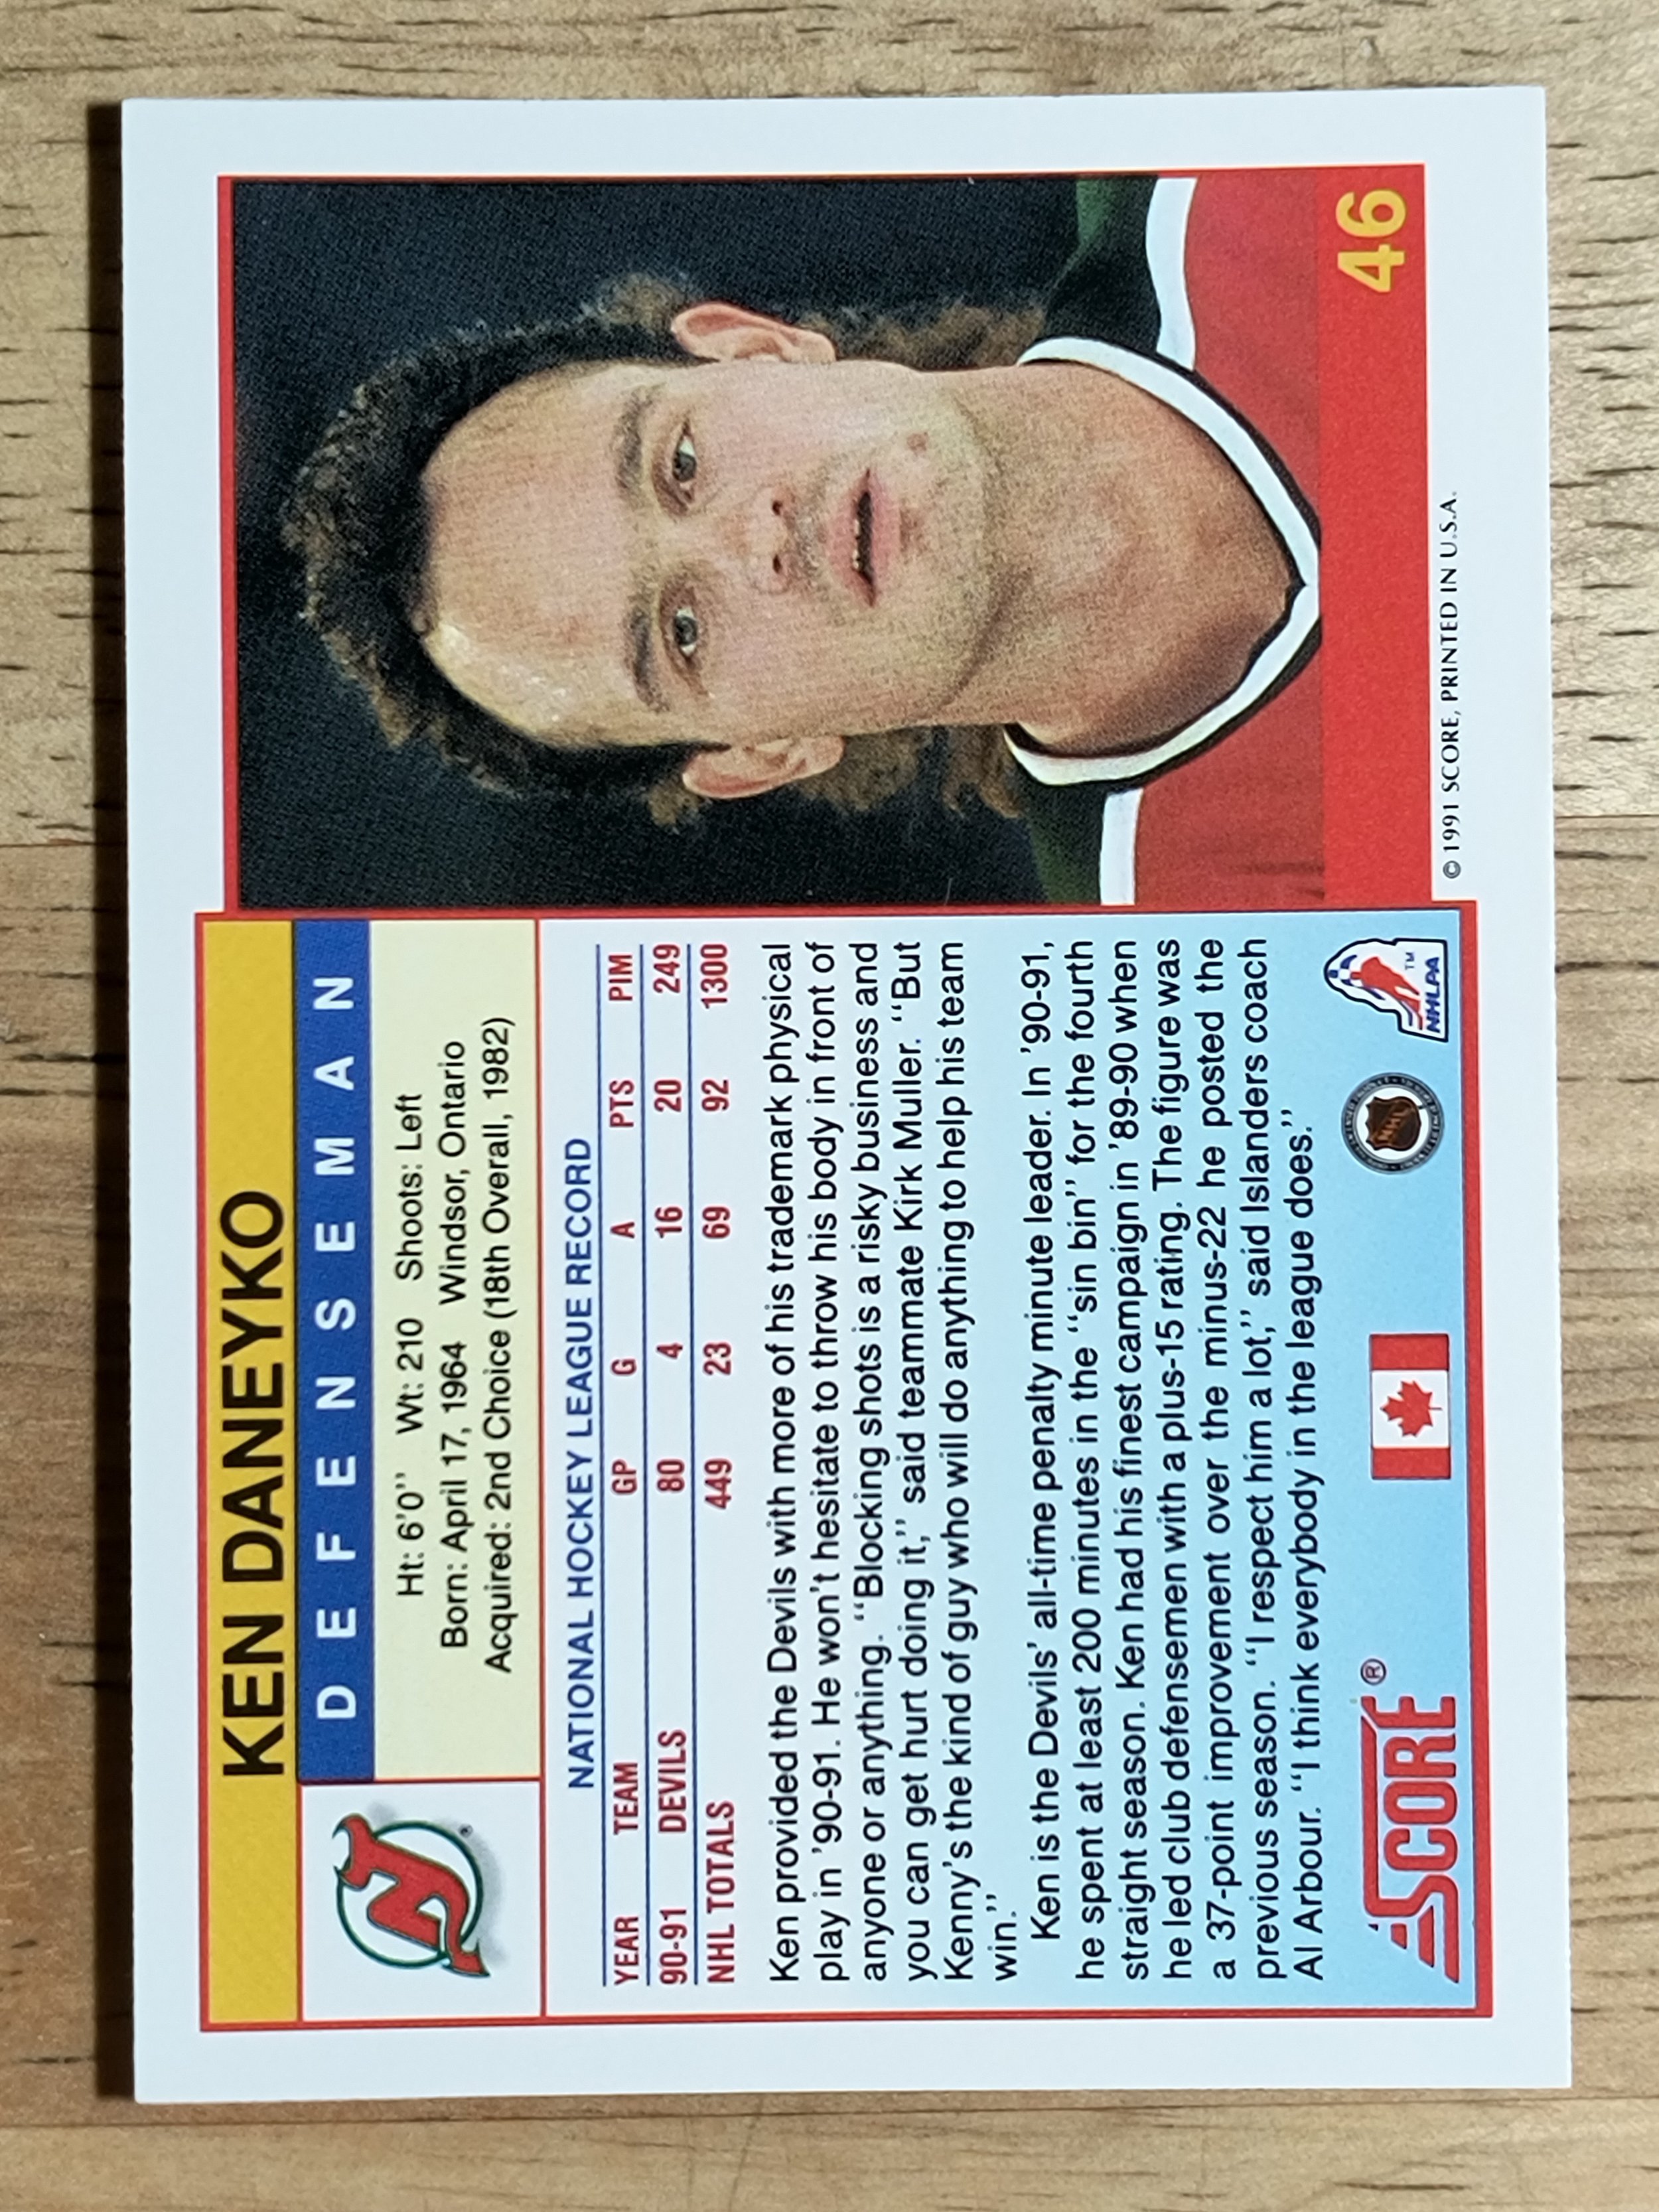 KEN DANEYKO
DEFENSEMAN
Ht: 6'0" Wt: 210 Shoots: Left
Born: April 17, 1964 Windsor, Ontario
Acquired: 2nd Choice (18th Overall, 1982)
NATIONAL HOCKEY LEAGUE RECORD
YEAR TEAM GP G A PTS PIM
90-91 DEVILS 80 4 16 20 249
NHL TOTALS 449 23 69 92 1300
Ken provided the Devils with more of his trademark physical
play in '90-91. He won't hesitate to throw his body in front of
anyone or anything. "Blocking shots is a risky business and
you can get hurt doing it," said teammate Kirk Muller. "But
Kenny's the kind of guy who will do anything to help his team
win."
Ken is the Devils' all-time penalty minute leader. In '90-91,
he spent at least 200 minutes in the "sin bin" for the fourth
straight season. Ken had his finest campaign in '89-90 when
he led club defensemen with a plus-15 rating. The figure was
a 37-point improvement over the minus-22 he posted the
previous season. "I respect him a lot," said Islanders coach
Al Arbour. "I think everybody in the league does."
SCORE®
NHL
NHLPA™
46
© 1991 SCORE, PRINTED IN U.S.A.